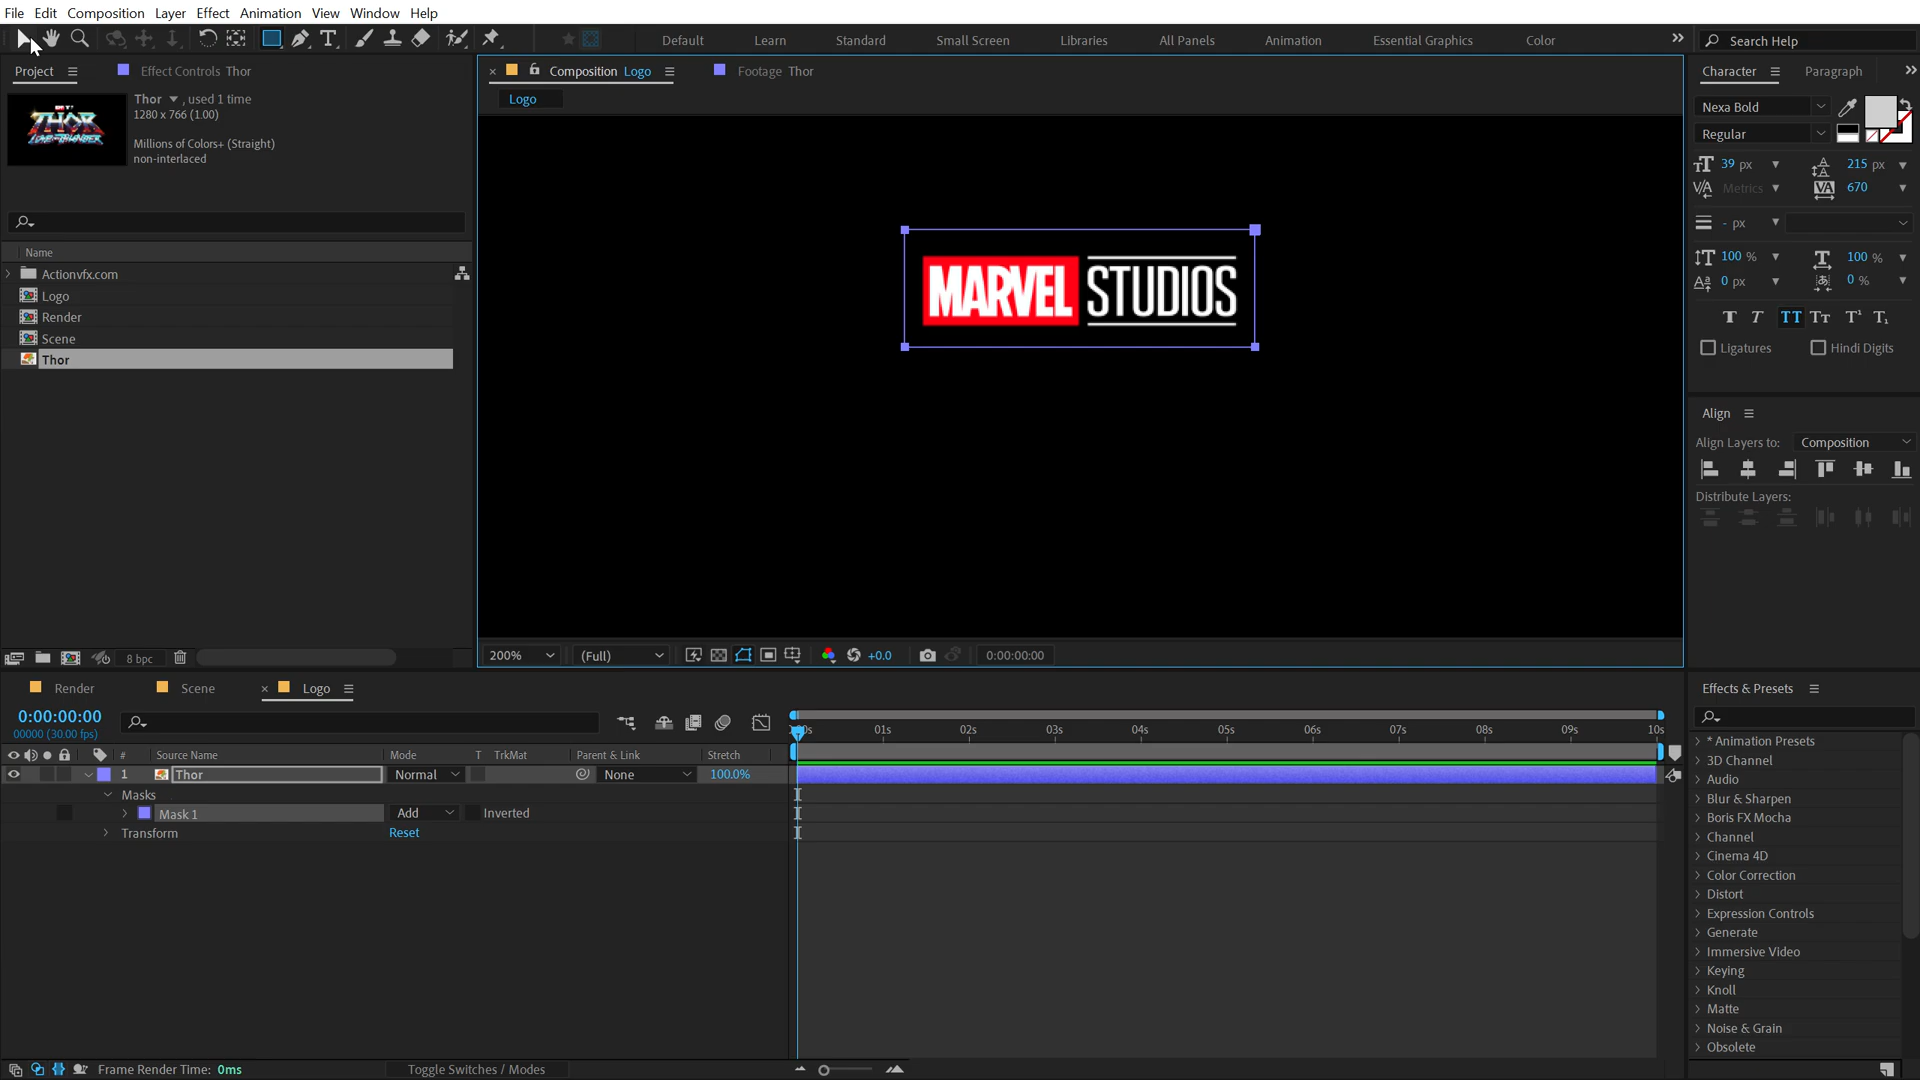 File Edit Composition Layer Effect Animation View Window Help
Default Learn Standard Small Screen Libraries All Panels Animation Essential Graphics Color
Search Help
Project
Effect Controls Thor
Thor , used 1 time
1280 x 766 (1.00)
Millions of Colors+ (Straight)
non-interlaced
THOR
Name
Actionvfx.com
Logo
Render
Scene
Thor
8 bpc
Composition Logo
Footage Thor
Logo
MARVEL STUDIOS
200% (Full) +0.0 0:00:00:00
Character Paragraph
Nexa Bold
Regular
39 px 215 px
Metrics 670
- px
100 % 100 %
0 px 0 %
T T TT Tт T¹ T₁
Ligatures Hindi Digits
Align
Align Layers to: Composition
Distribute Layers:
Render Scene Logo
0:00:00:00
00000 (30.00 fps)
# Source Name Mode T TrkMat Parent & Link Stretch
1 Thor Normal None 100.0%
Masks
Mask 1 Add Inverted
Transform Reset
01s 02s 03s 04s 05s 06s 07s 08s 09s 10s
Frame Render Time: 0ms
Toggle Switches / Modes
Effects & Presets
* Animation Presets
3D Channel
Audio
Blur & Sharpen
Boris FX Mocha
Channel
Cinema 4D
Color Correction
Distort
Expression Controls
Generate
Immersive Video
Keying
Knoll
Matte
Noise & Grain
Obsolete